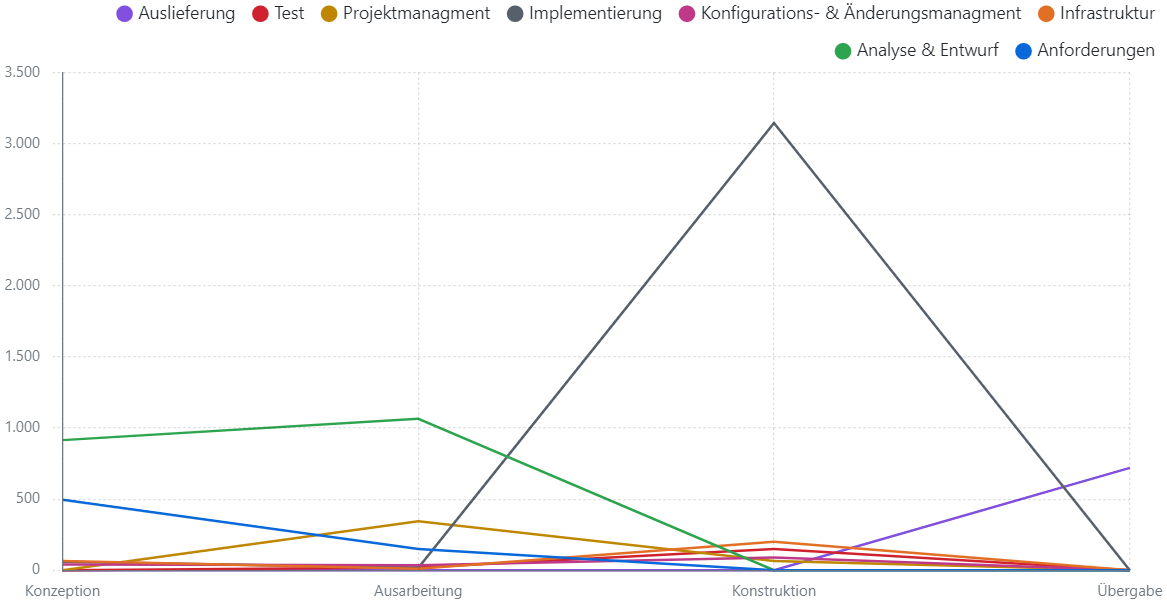 Auslieferung Test Projektmanagment Implementierung Konfigurations- & Änderungsmanagment Infrastruktur
Analyse & Entwurf Anforderungen
3.500
3.000
2.500
2.000
1.500
1.000
500
0
Konzeption Ausarbeitung Konstruktion Übergabe